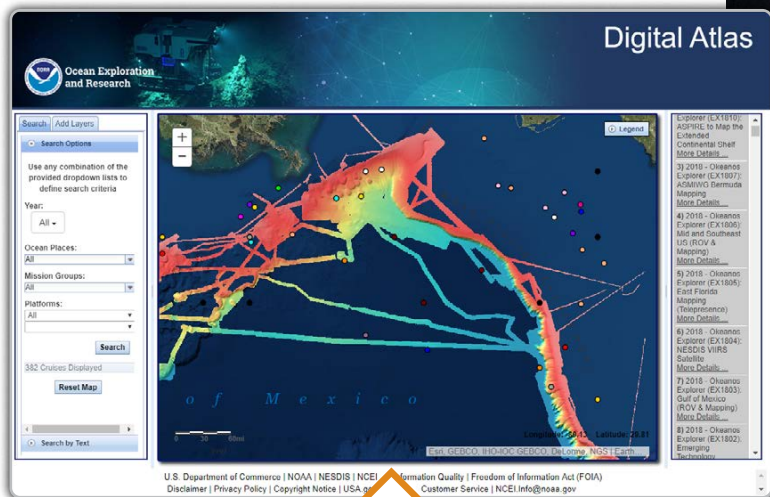 Digital Atlas
Ocean Exploration
and Research
Search
Add Layers
Search Options
Use any combination of the
provided dropdown lists to
define search criteria
Year:
All
Ocean Places:
All
Mission Groups:
All
Platforms:
All
Search
382 Cruises Displayed
Reset Map
Search by Text
+
−
Legend
of Mexico
0 30 60mi
Longitude: Latitude: 28.81
Esri, GEBCO, IHO-IOC GEBCO, DeLorme, NGS | Earth
Explorer (EX1810):
ASPIRE to Map the
Extended
Continental Shelf
More Details ...
3) 2018 - Okeanos
Explorer (EX1807):
ASMIWG Bermuda
Mapping
More Details ...
4) 2018 - Okeanos
Explorer (EX1806):
Mid and Southeast
US (ROV &
Mapping)
More Details ...
5) 2018 - Okeanos
Explorer (EX1805):
East Florida
Mapping
(Telepresence)
More Details ...
6) 2018 - Okeanos
Explorer (EX1804):
NESDIS VIIRS
Satellite
More Details ...
7) 2018 - Okeanos
Explorer (EX1803):
Gulf of Mexico
(ROV & Mapping)
More Details ...
8) 2018 - Okeanos
Explorer (EX1802):
Emerging
Technology
U.S. Department of Commerce | NOAA | NESDIS | NCEI formation Quality | Freedom of Information Act (FOIA)
Disclaimer | Privacy Policy | Copyright Notice | USA.g Customer Service | NCEI.Info@noaa.gov